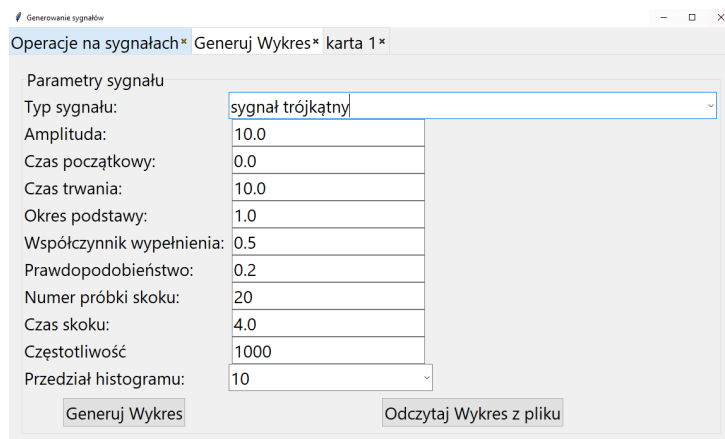 Generowanie sygnałów
Operacje na sygnałach× Generuj Wykres× karta 1×
Parametry sygnału
Typ sygnału: sygnał trójkątny
Amplituda: 10.0
Czas początkowy: 0.0
Czas trwania: 10.0
Okres podstawy: 1.0
Współczynnik wypełnienia: 0.5
Prawdopodobieństwo: 0.2
Numer próbki skoku: 20
Czas skoku: 4.0
Częstotliwość 1000
Przedział histogramu: 10
Generuj Wykres Odczytaj Wykres z pliku